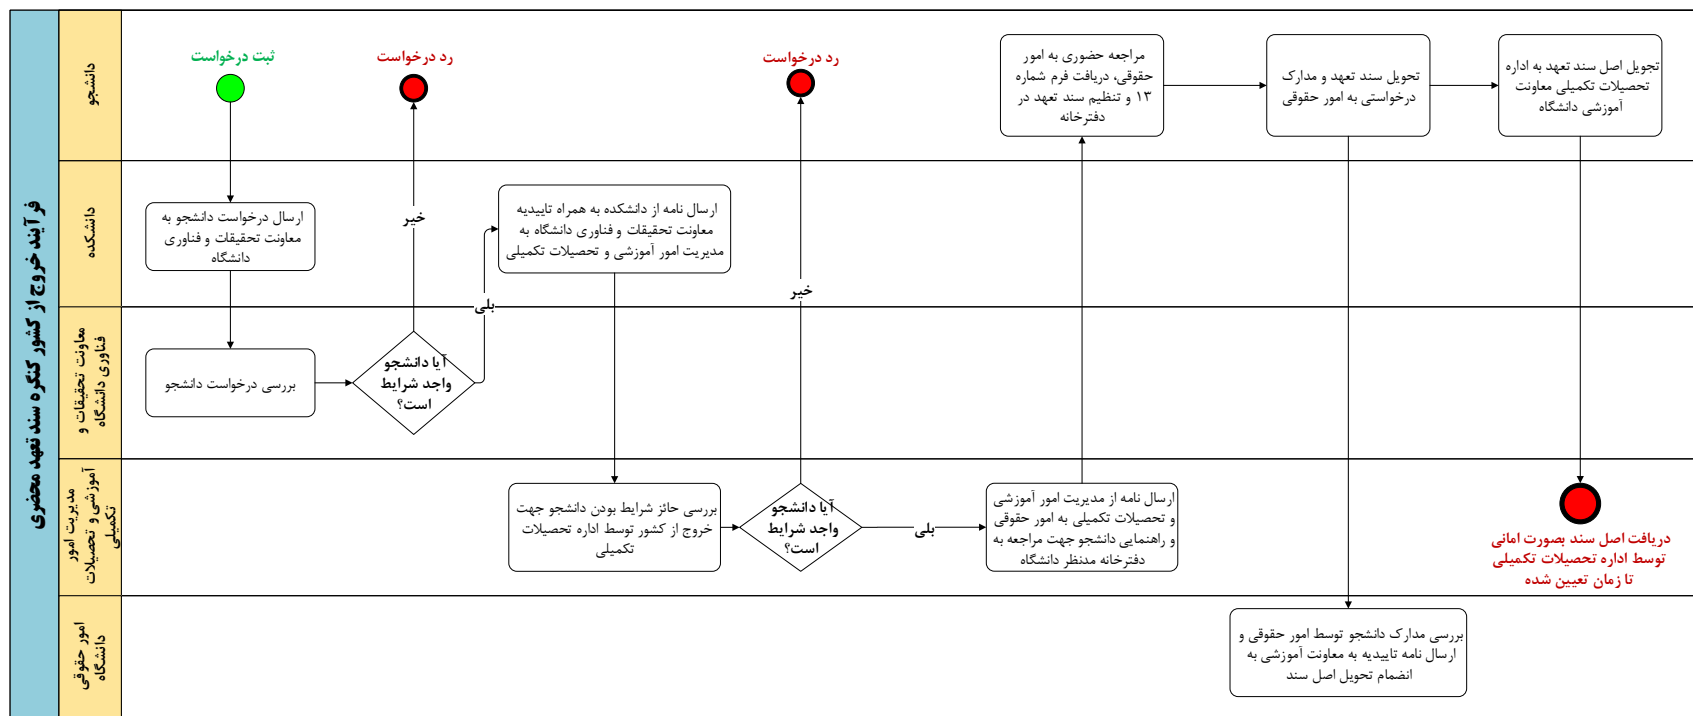 فرآیند خروج از کشور کنگره سند تعهد محضری
دانشجو
ثبت درخواست
رد درخواست
رد درخواست
مراجعه حضوری به امور
حقوقی، دریافت فرم شماره
۱۳ و تنظیم سند تعهد در
دفترخانه
تحویل سند تعهد و مدارک
درخواستی به امور حقوقی
تجویل اصل سند تعهد به اداره
تحصیلات تکمیلی معاونت
آموزشی دانشگاه
دانشکده
ارسال درخواست دانشجو به
معاونت تحقیقات و فناوری
دانشگاه
خیر
ارسال نامه از دانشکده به همراه تاییدیه
معاونت تحقیقات و فناوری دانشگاه به
مدیریت امور آموزشی و تحصیلات تکمیلی
خیر
بلی
معاونت تحقیقات و
فناوری دانشگاه
بررسی درخواست دانشجو
آیا دانشجو
واجد شرایط
است؟
مدیریت امور
آموزشی و تحصیلات
تکمیلی
بررسی حائز شرایط بودن دانشجو جهت
خروج از کشور توسط اداره تحصیلات
تکمیلی
آیا دانشجو
واجد شرایط
است؟
بلی
ارسال نامه از مدیریت امور آموزشی
و تحصیلات تکمیلی به امور حقوقی
و راهنمایی دانشجو جهت مراجعه به
دفترخانه مدنظر دانشگاه
دریافت اصل سند بصورت امانی
توسط اداره تحصیلات تکمیلی
تا زمان تعیین شده
امور حقوقی
دانشگاه
بررسی مدارک دانشجو توسط امور حقوقی و
ارسال نامه تاییدیه به معاونت آموزشی به
انضمام تحویل اصل سند